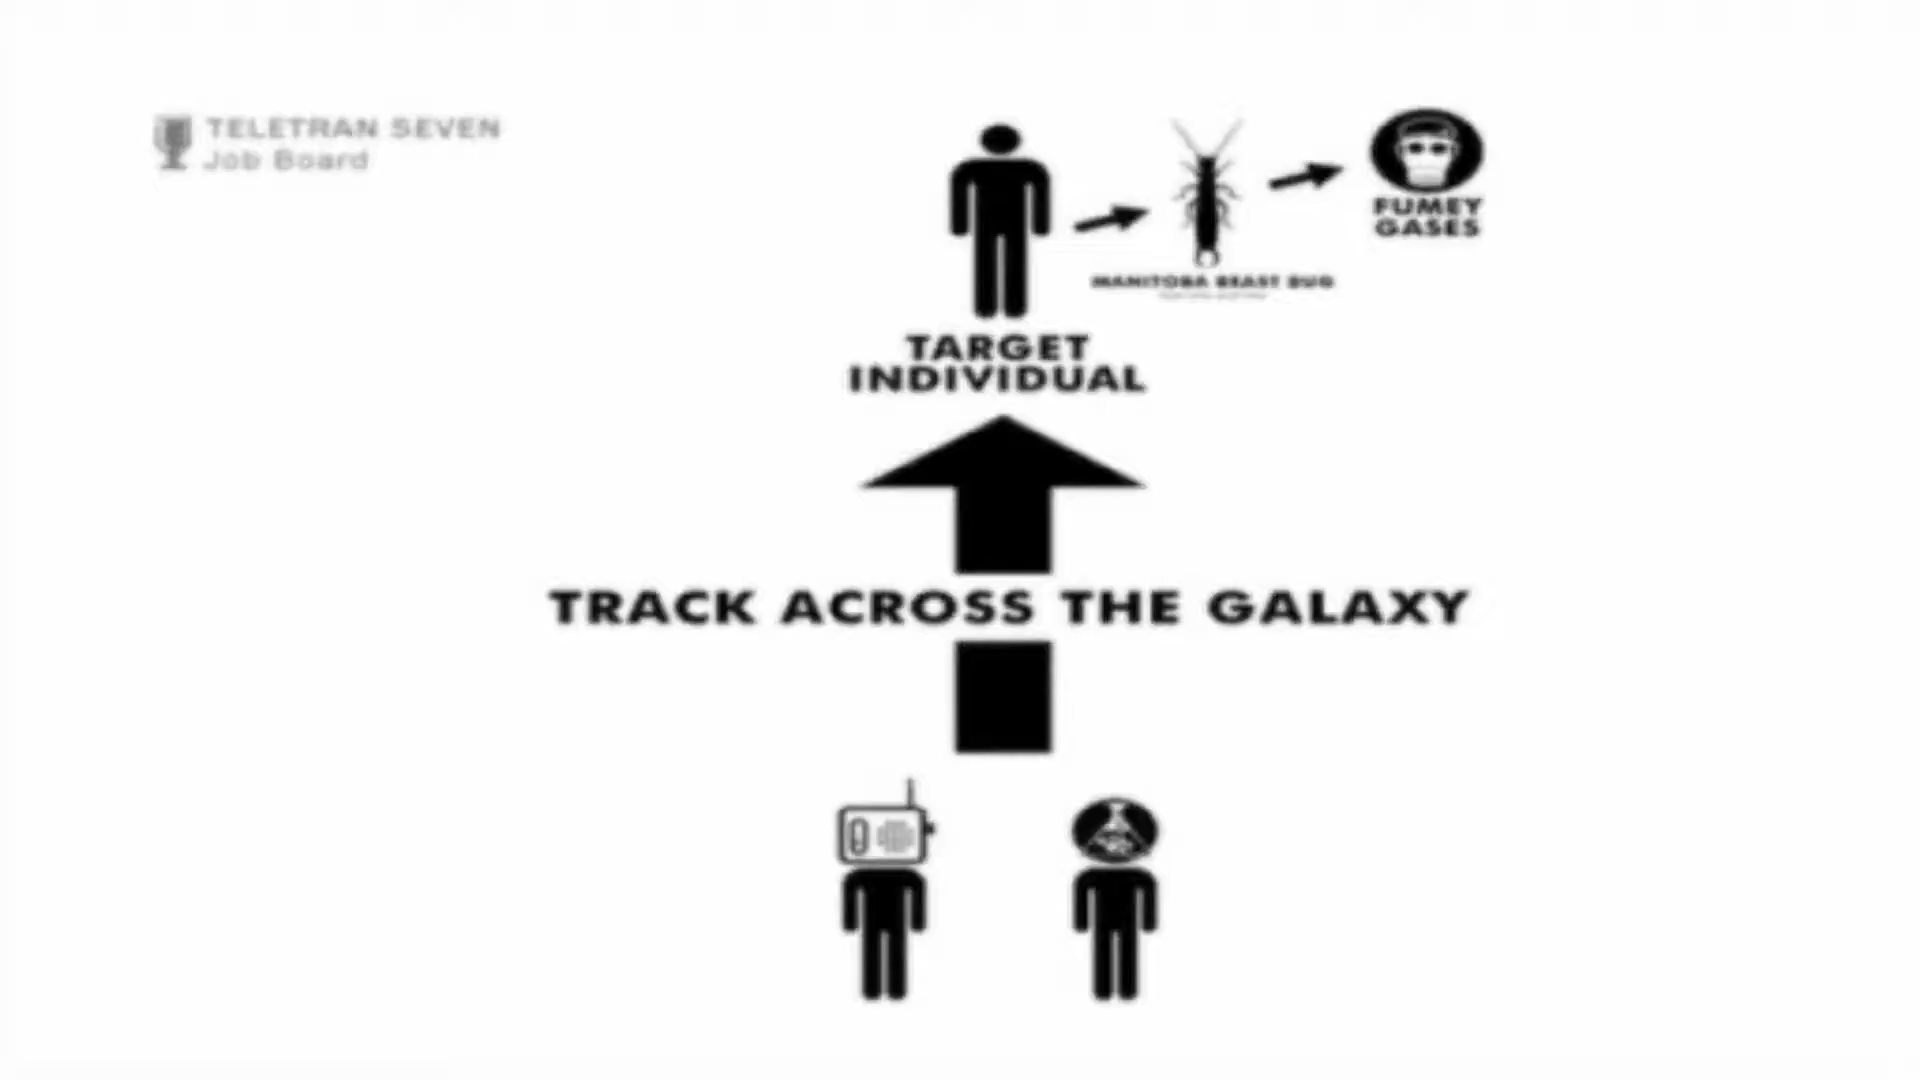 TELETRAN SEVEN
Job Board
FUMEY
GASES
MANITOBA BEAST BUG
TARGET
INDIVIDUAL
TRACK ACROSS THE GALAXY